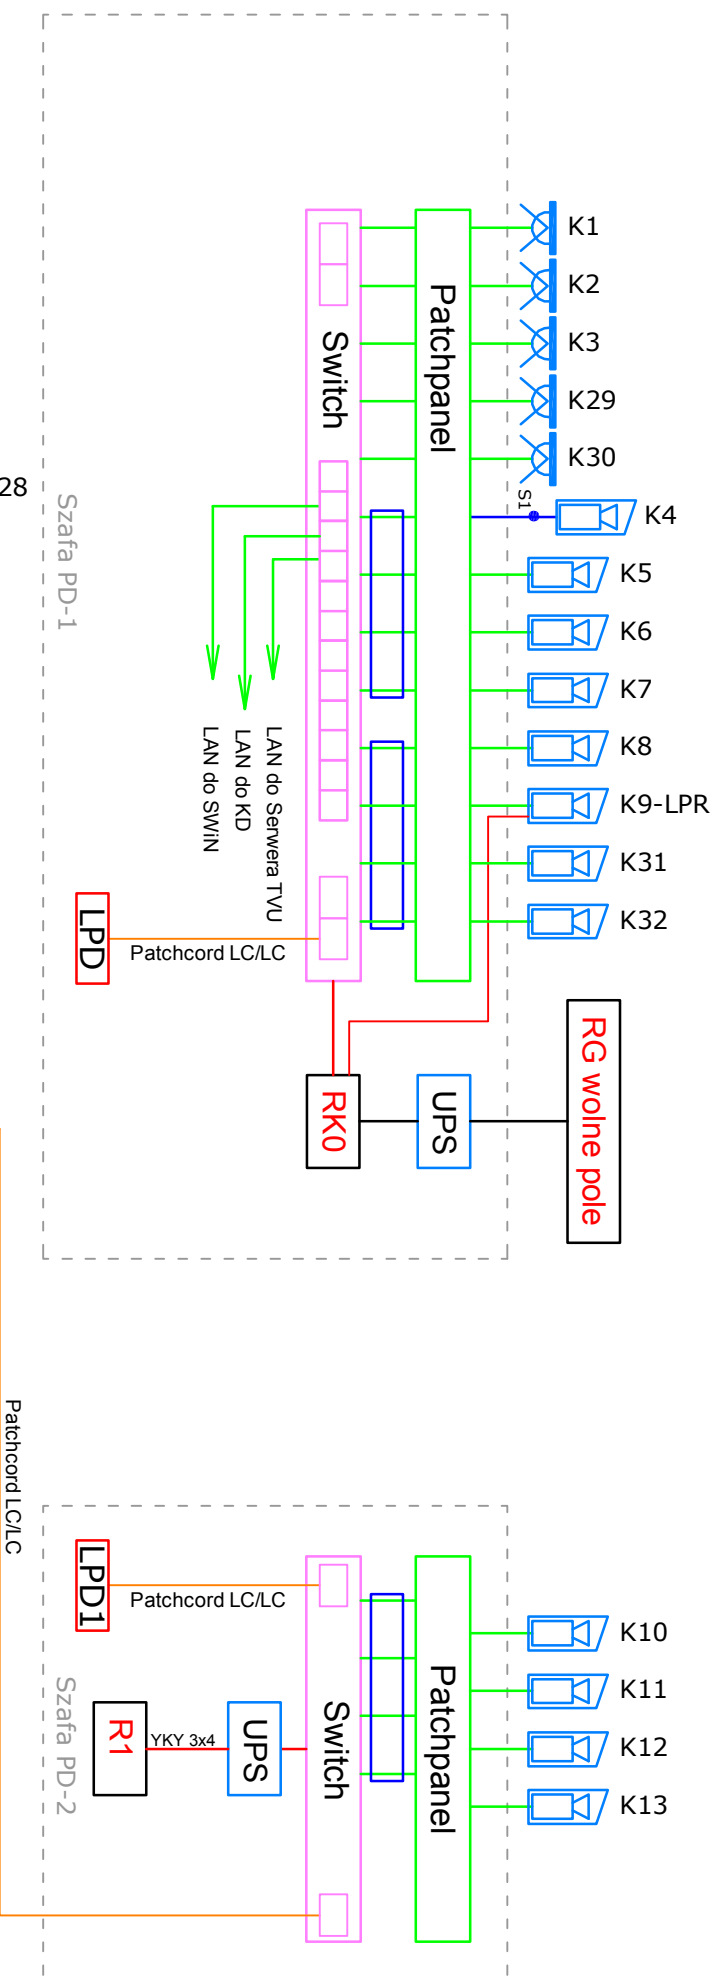 K1
K2
K3
K29
K30
S1
K4
K5
K6
K7
K8
K9-LPR
K31
K32
Patchpanel
Switch
28
Szafa PD-1
LAN do Serwera TVU
LAN do KD
LAN do SWiN
LPD
Patchcord LC/LC
RK0
UPS
RG wolne pole
Patchcord LC/LC
LPD1
Patchcord LC/LC
K10
K11
K12
K13
Patchpanel
Switch
UPS
YKY 3x4
R1
Szafa PD-2